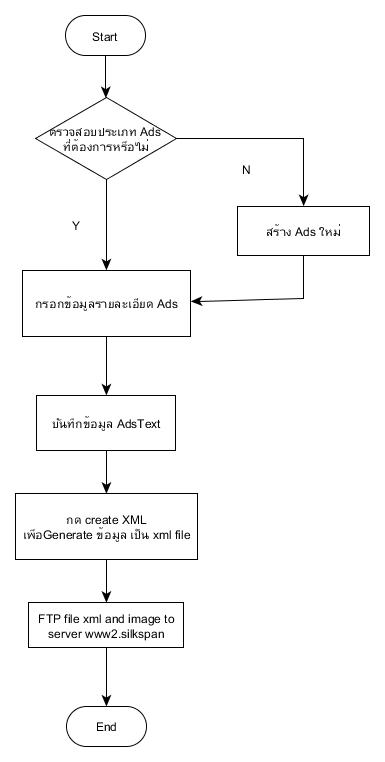 Start
ตรวจสอบประเภท Ads
ที่ต้องการหรือไม่
N
Y
สร้าง Ads ใหม่
กรอกข้อมูลรายละเอียด Ads
บันทึกข้อมูล AdsText
กด create XML
เพื่อGenerate ข้อมูล เป็น xml file
FTP file xml and image to
server www2.silkspan
End